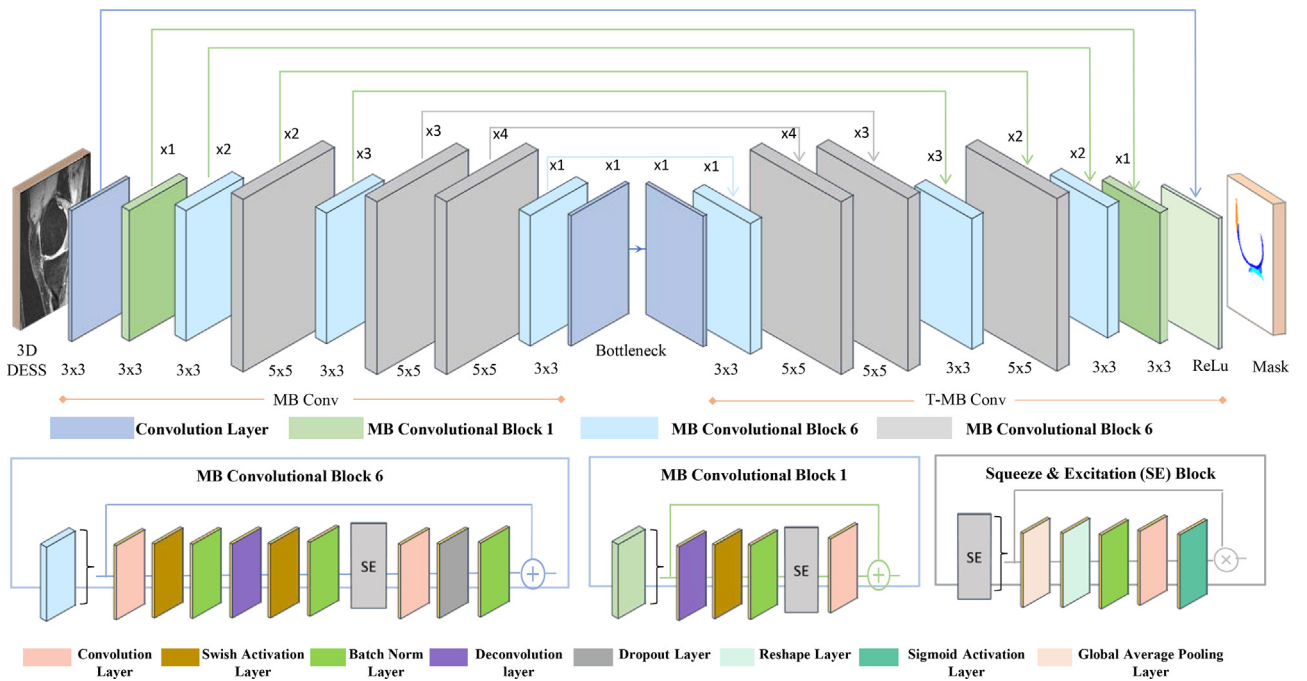 x1
x2
x2
x3
x3
x4
x1
x1
x1
x1
x4
x3
x3
x2
x2
x1
3D
DESS
3x3
3x3
3x3
5x5
3x3
5x5
5x5
3x3
Bottleneck
3x3
5x5
5x5
3x3
5x5
3x3
3x3
ReLu
Mask
MB Conv
T-MB Conv
Convolution Layer
MB Convolutional Block 1
MB Convolutional Block 6
MB Convolutional Block 6
MB Convolutional Block 6
SE
MB Convolutional Block 1
SE
Squeeze & Excitation (SE) Block
SE
Convolution
Layer
Swish Activation
Layer
Batch Norm
Layer
Deconvolution
layer
Dropout Layer
Reshape Layer
Sigmoid Activation
Layer
Global Average Pooling
Layer